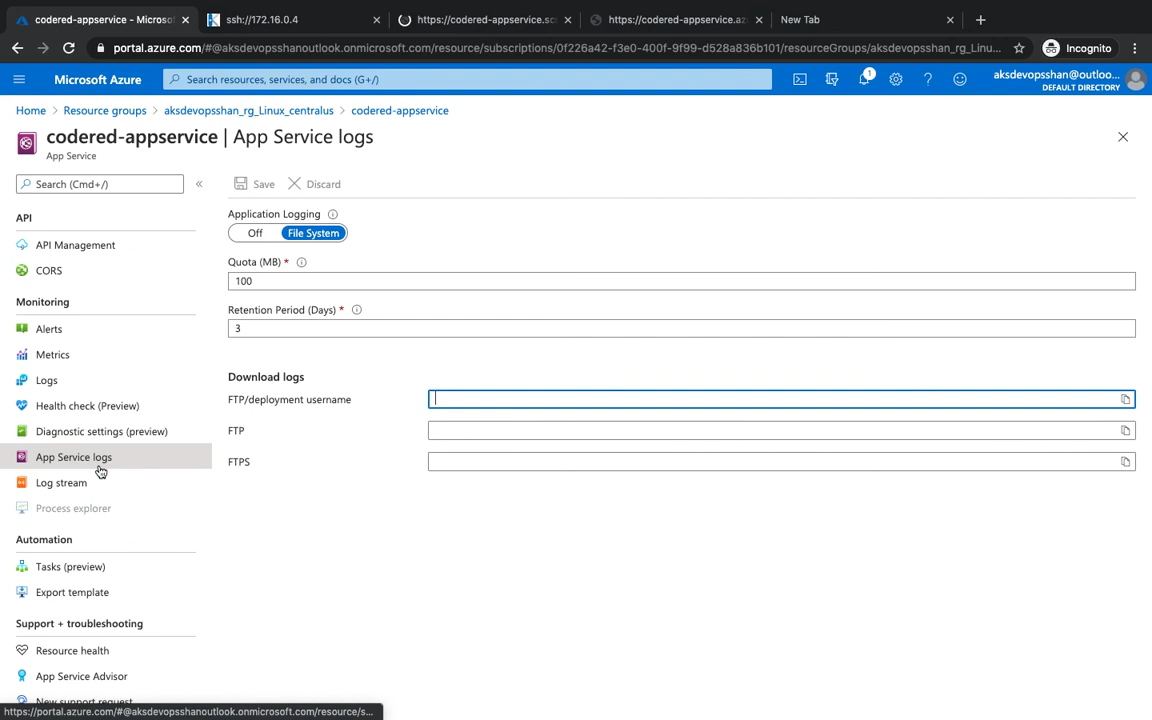 codered-appservice - Microsof
ssh://172.16.0.4
https://codered-appservice.sc
https://codered-appservice.az
New Tab
portal.azure.com/#@aksdevopsshanoutlook.onmicrosoft.com/resource/subscriptions/0f226a42-f3e0-400f-9f99-d528a836b101/resourceGroups/aksdevopsshan_rg_Linu...
Incognito
Microsoft Azure
Search resources, services, and docs (G+/)
1
aksdevopsshan@outloo...
DEFAULT DIRECTORY
Home > Resource groups > aksdevopsshan_rg_Linux_centralus > codered-appservice
codered-appservice | App Service logs
App Service
Search (Cmd+/)
«
Save
Discard
API
API Management
CORS
Monitoring
Alerts
Metrics
Logs
Health check (Preview)
Diagnostic settings (preview)
App Service logs
Log stream
Process explorer
Automation
Tasks (preview)
Export template
Support + troubleshooting
Resource health
App Service Advisor
New support request
Application Logging
Off
File System
Quota (MB) *
100
Retention Period (Days) *
3
Download logs
FTP/deployment username
FTP
FTPS
https://portal.azure.com/#@aksdevopsshanoutlook.onmicrosoft.com/resource/s...